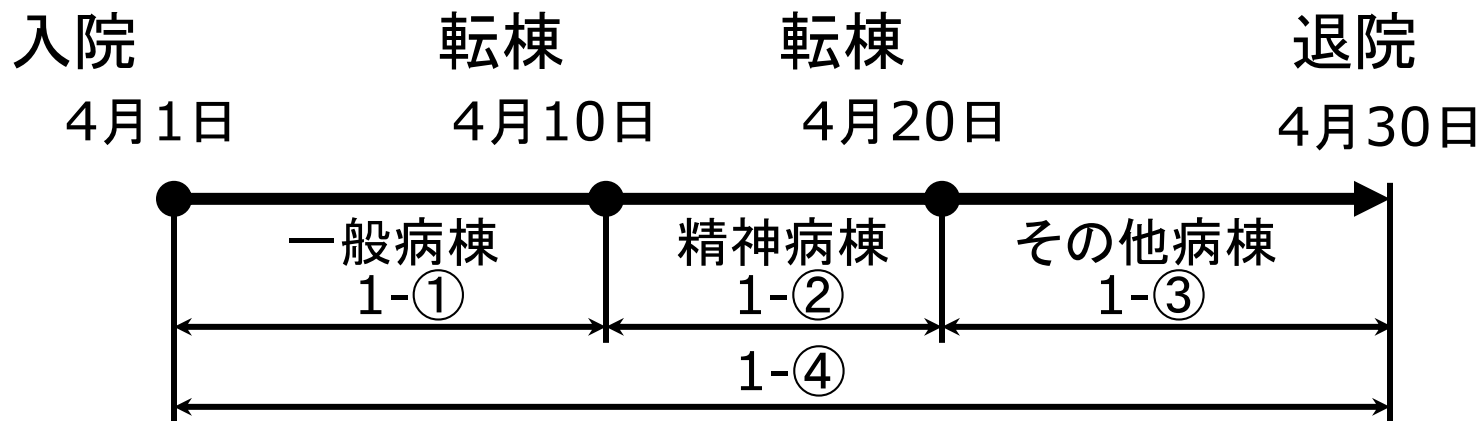 入院 転棟 転棟 退院
4月1日 4月10日 4月20日 4月30日
一般病棟 精神病棟 その他病棟
1-① 1-② 1-③
1-④